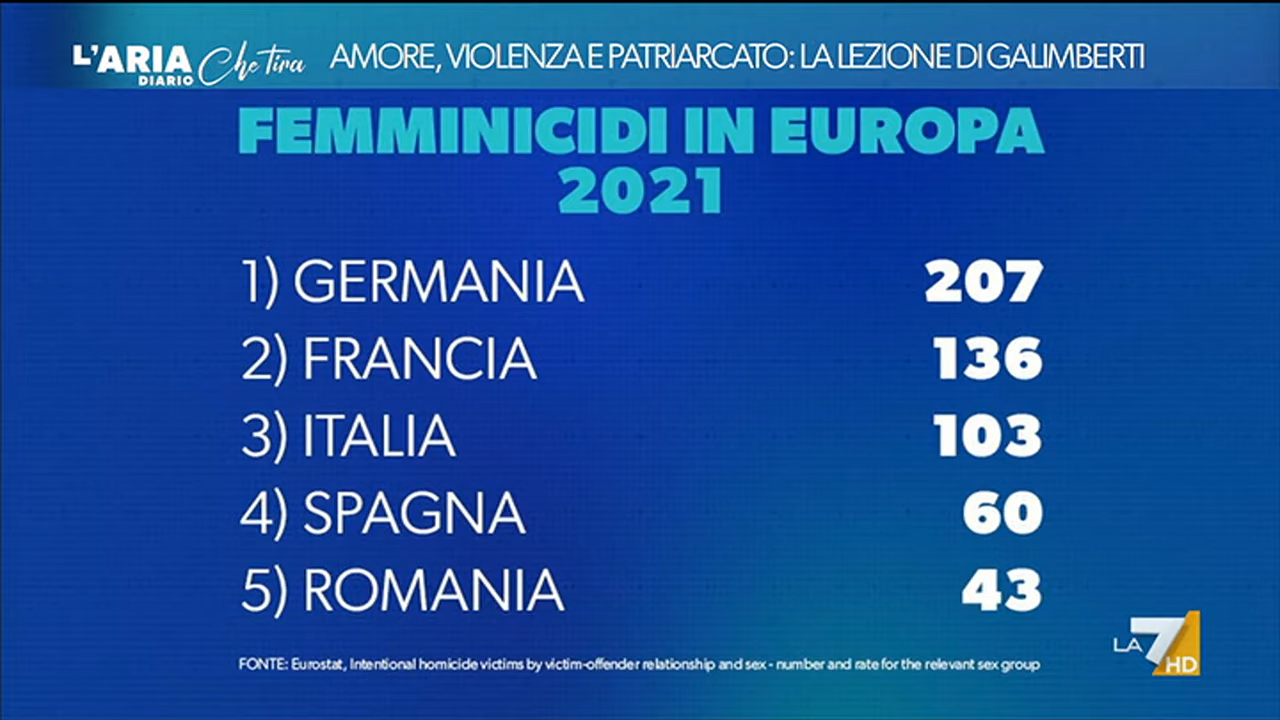 L'ARIA Che tira
DIARIO
AMORE, VIOLENZA E PATRIARCATO: LA LEZIONE DI GALIMBERTI
FEMMINICIDI IN EUROPA
2021
1) GERMANIA 207
2) FRANCIA 136
3) ITALIA 103
4) SPAGNA 60
5) ROMANIA 43
FONTE: Eurostat, Intentional homicide victims by victim-offender relationship and sex - number and rate for the relevant sex group
LA 7 HD